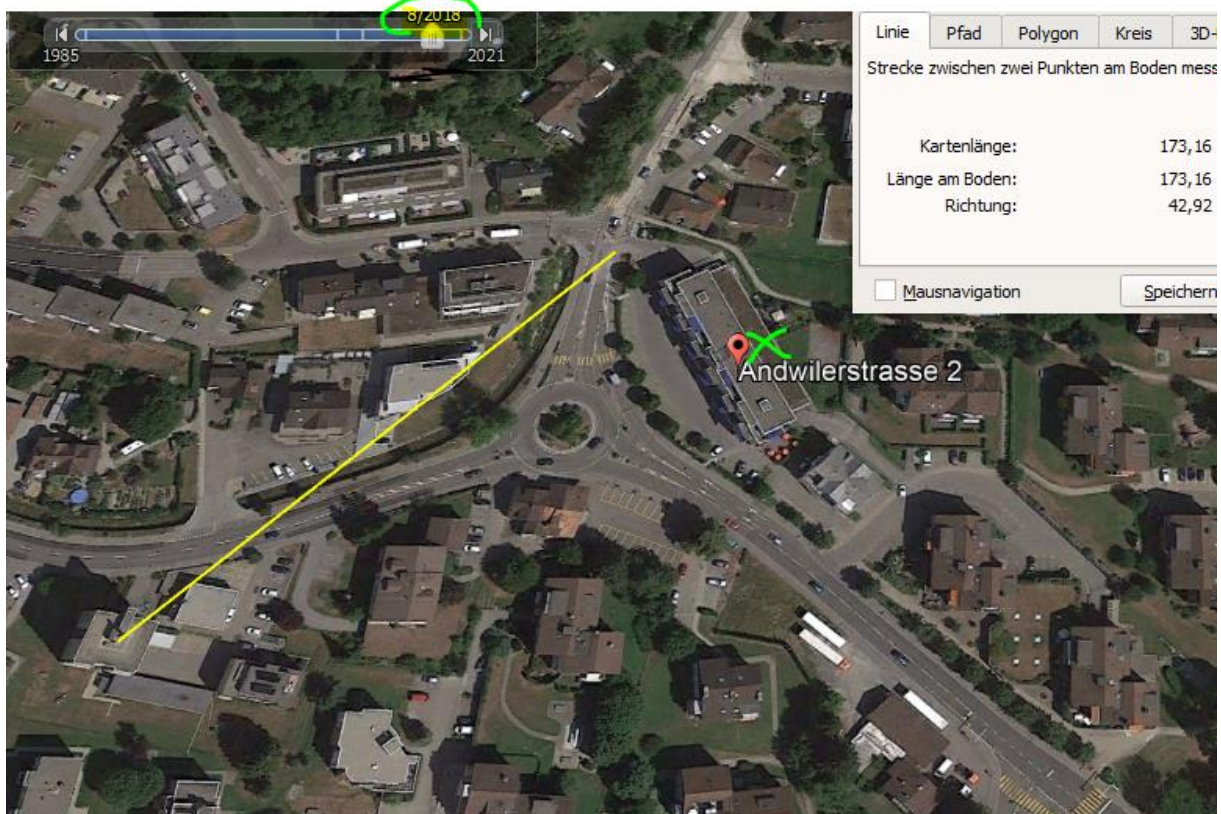 8/2018
1985
2021
Linie Pfad Polygon Kreis 3D-
Strecke zwischen zwei Punkten am Boden mess
Kartenlänge: 173,16
Länge am Boden: 173,16
Richtung: 42,92
Mausnavigation Speichern
Andwilerstrasse 2